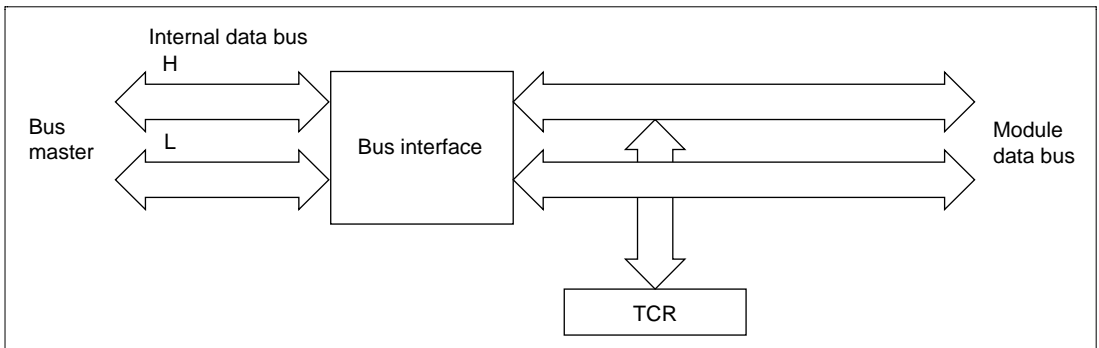 Internal data bus
H
Bus
master
L
Bus interface
Module
data bus
TCR